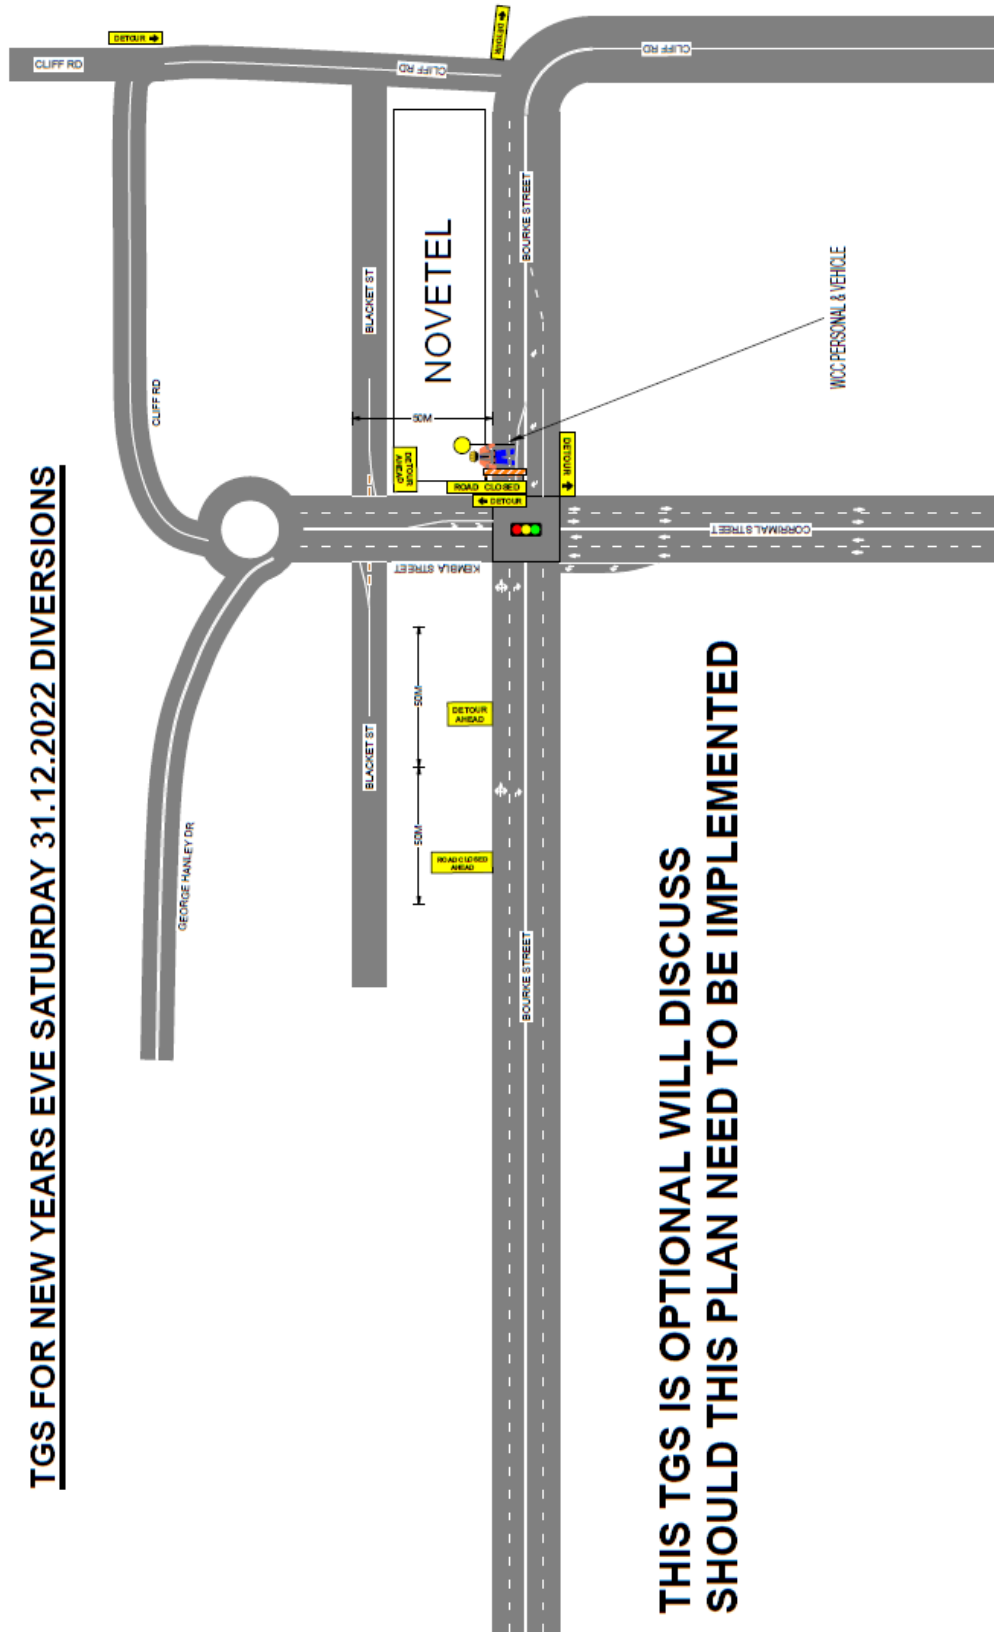 TGS FOR NEW YEARS EVE SATURDAY 31.12.2022 DIVERSIONS
DETOUR
DETOUR
CLIFF RD
CLIFF RD
CLIFF RD
CLIFF RD
BLACKET ST
NOVETEL
BOURKE STREET
WCC PERSONAL & VEHICLE
50M
DETOUR
AHEAD
ROAD CLOSED
DETOUR
DETOUR
CORRIMAL STREET
KEMBLA STREET
GEORGE HANLEY DR
BLACKET ST
50M
50M
DETOUR
AHEAD
ROAD CLOSED
AHEAD
BOURKE STREET
THIS TGS IS OPTIONAL WILL DISCUSS
SHOULD THIS PLAN NEED TO BE IMPLEMENTED